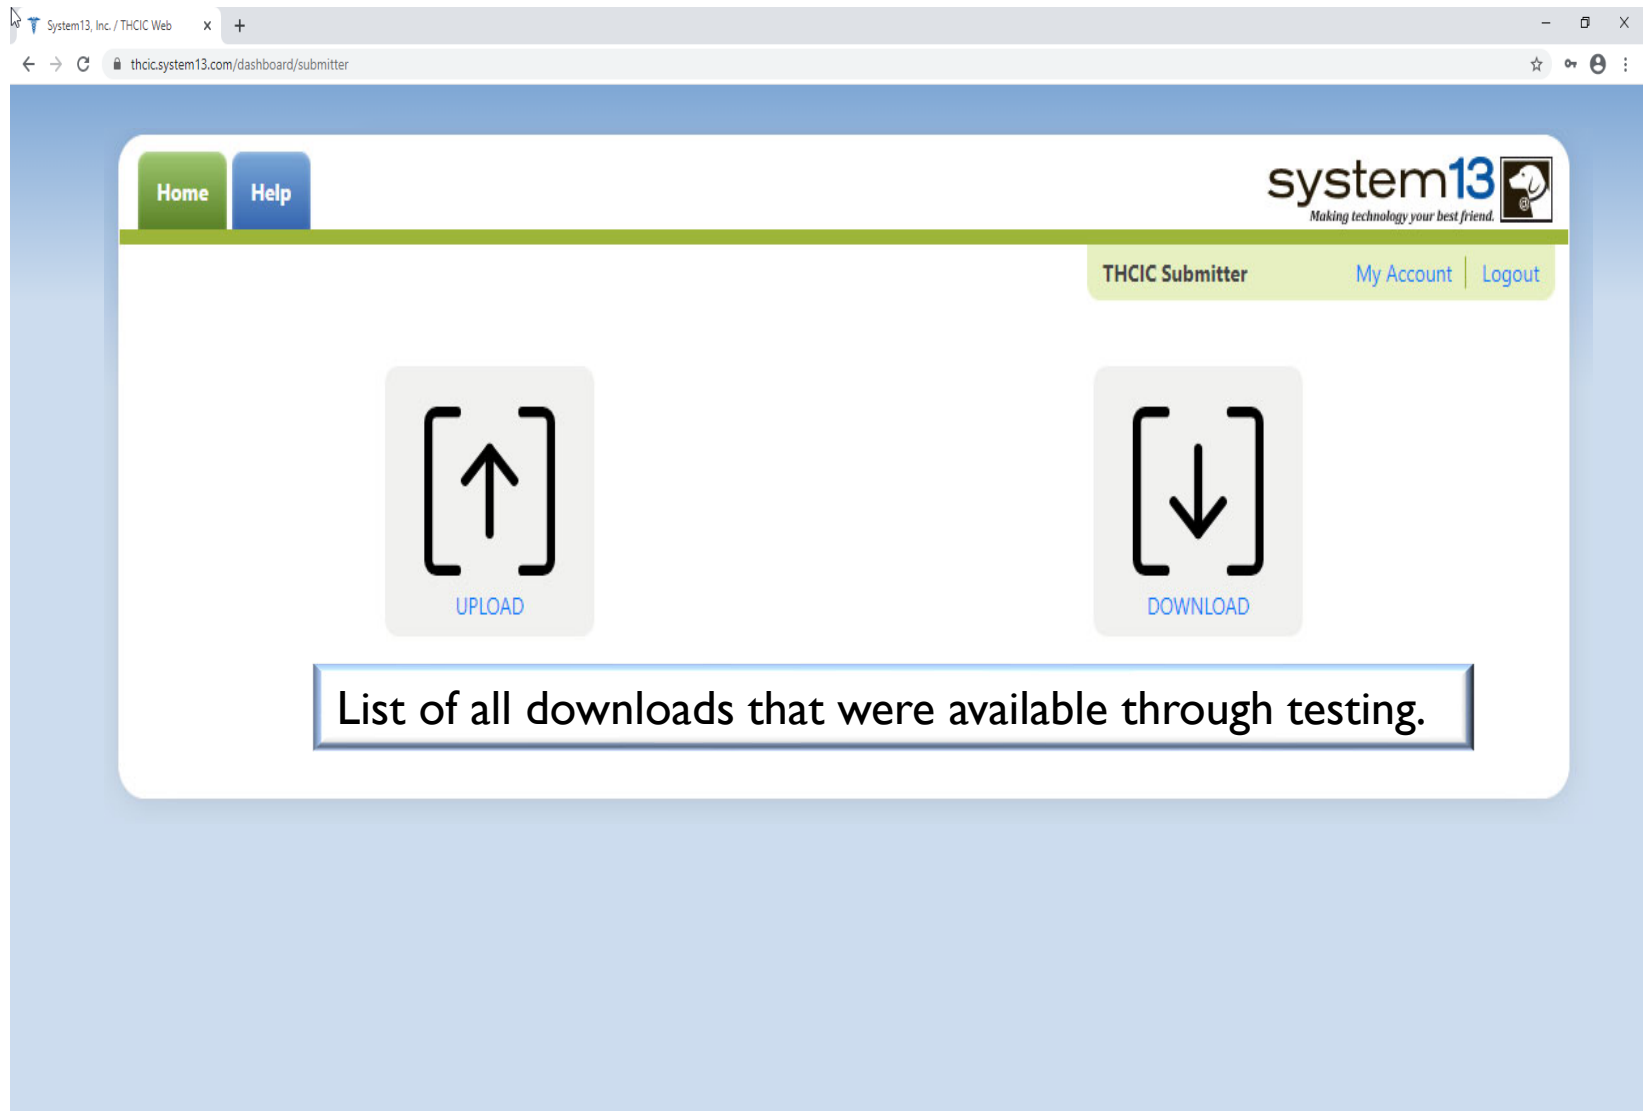 System13, Inc. / THCIC Web
thcic.system13.com/dashboard/submitter
Home
Help
system13
Making technology your best friend.
@
THCIC Submitter
My Account
Logout
UPLOAD
DOWNLOAD
List of all downloads that were available through testing.